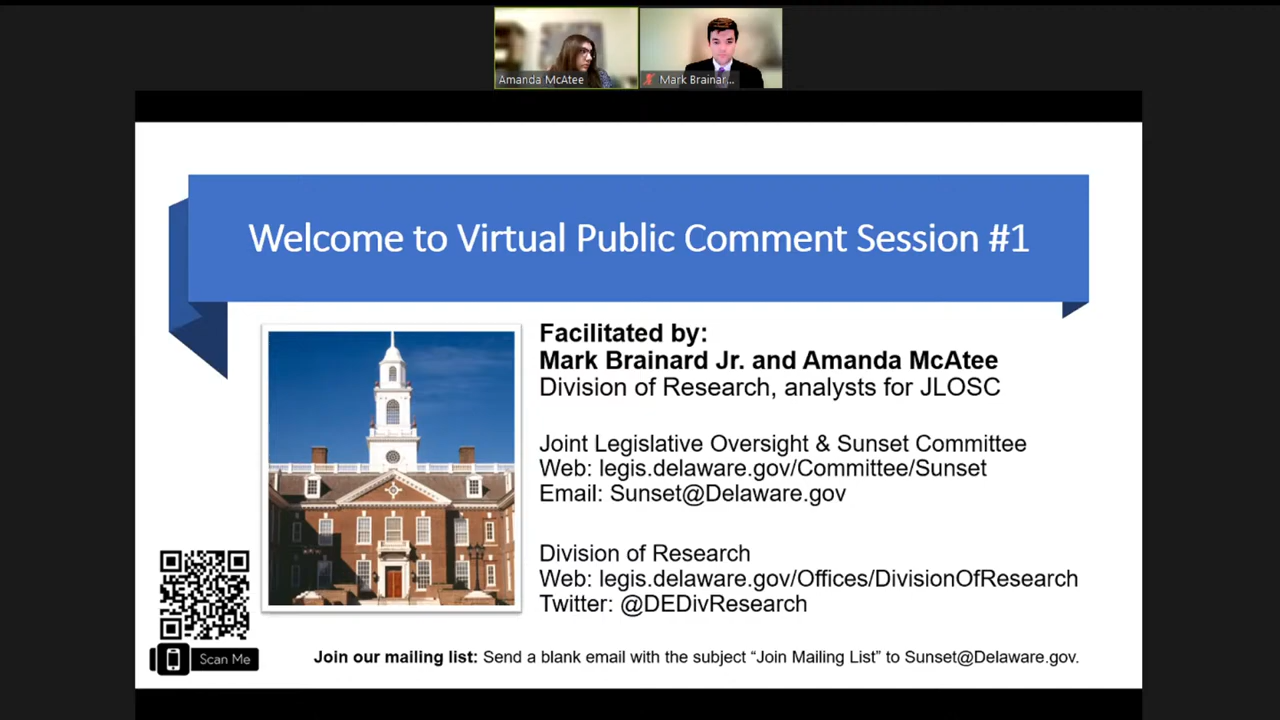 Amanda McAtee
Mark Brainar...
Welcome to Virtual Public Comment Session #1
Facilitated by:
Mark Brainard Jr. and Amanda McAtee
Division of Research, analysts for JLOSC
Joint Legislative Oversight & Sunset Committee
Web: legis.delaware.gov/Committee/Sunset
Email: Sunset@Delaware.gov
Division of Research
Web: legis.delaware.gov/Offices/DivisionOfResearch
Twitter: @DEDivResearch
Scan Me
Join our mailing list: Send a blank email with the subject “Join Mailing List” to Sunset@Delaware.gov.